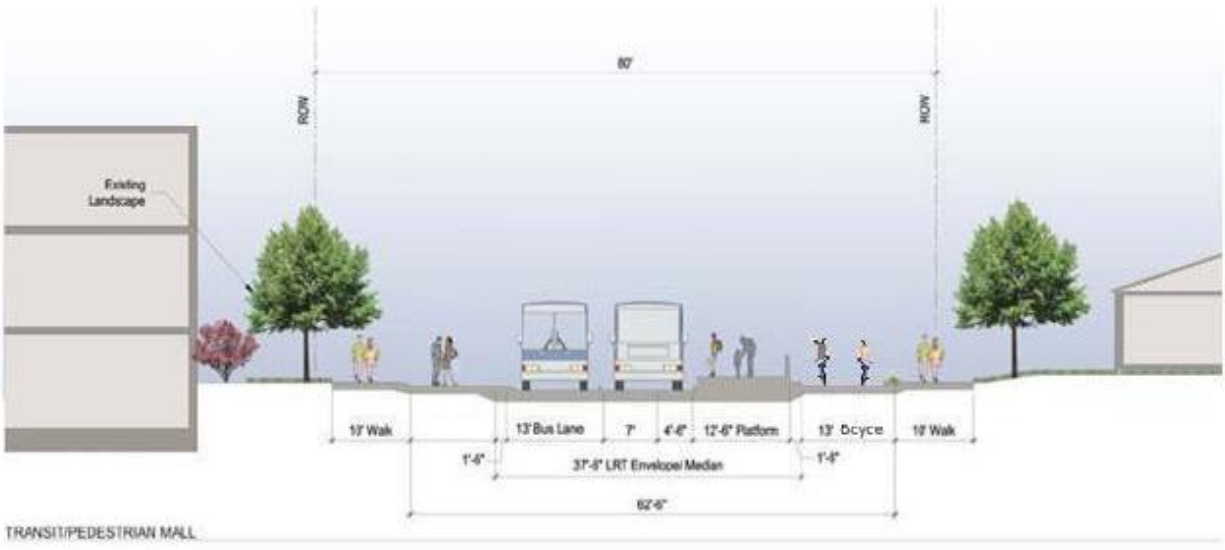 80'
ROW
ROW
Existing
Landscape
10' Walk
13' Bus Lane
7'
4'-6"
12'-6" Platform
13' Bcyce
10' Walk
1'-6"
1'-6"
37'-6" LRT Envelope/ Median
62'-6"
TRANSIT/PEDESTRIAN MALL